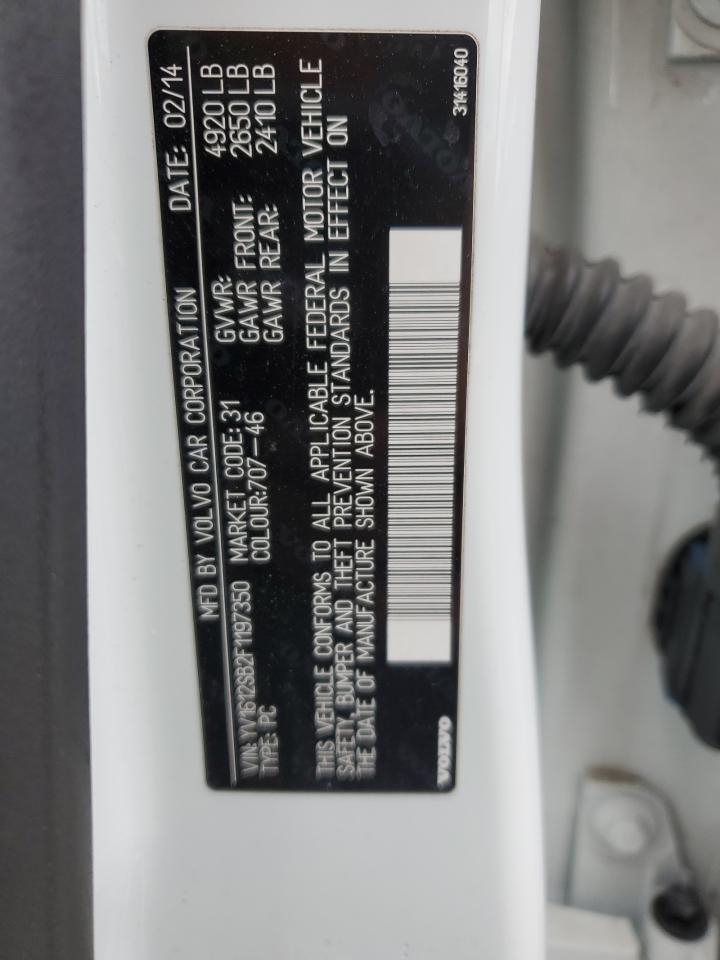 MFD BY VOLVO CAR CORPORATION DATE: 02/14
VIN: YV1612SB2F1197350 MARKET CODE: 31 GVWR: 4920 LB
TYPE: PC COLOUR:707-46 GAWR FRONT: 2650 LB
GAWR REAR: 2410 LB
THIS VEHICLE CONFORMS TO ALL APPLICABLE FEDERAL MOTOR VEHICLE
SAFETY, BUMPER AND THEFT PREVENTION STANDARDS IN EFFECT ON
THE DATE OF MANUFACTURE SHOWN ABOVE.
VOLVO 31416040